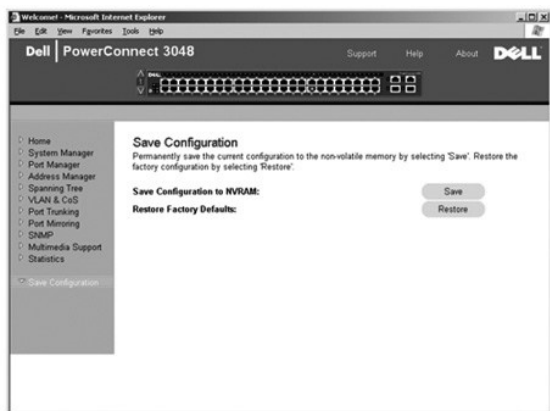 Welcome! - Microsoft Internet Explorer
File Edit View Favorites Tools Help
Dell | PowerConnect 3048
Support Help About DELL
Home
System Manager
Port Manager
Address Manager
Spanning Tree
VLAN & CoS
Port Trunking
Port Mirroring
SNMP
Multimedia Support
Statistics
Save Configuration
Save Configuration
Permanently save the current configuration to the non-volatile memory by selecting 'Save'. Restore the
factory configuration by selecting 'Restore'.
Save Configuration to NVRAM: Save
Restore Factory Defaults: Restore